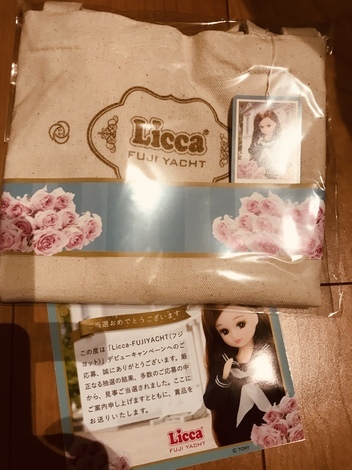 Licca
FUJI YACHT
ご当選おめでとうございます
この度は「Licca-FUJIYACHT(フジ
ヨット)」デビューキャンペーンへのご
応募、誠にありがとうございます。厳
正なる抽選の結果、多数のご応募の中
から、見事ご当選されました。ここに
ご案内申し上げますとともに、賞品を
お送りいたします。
Licca
FUJI YACHT
© TOMY